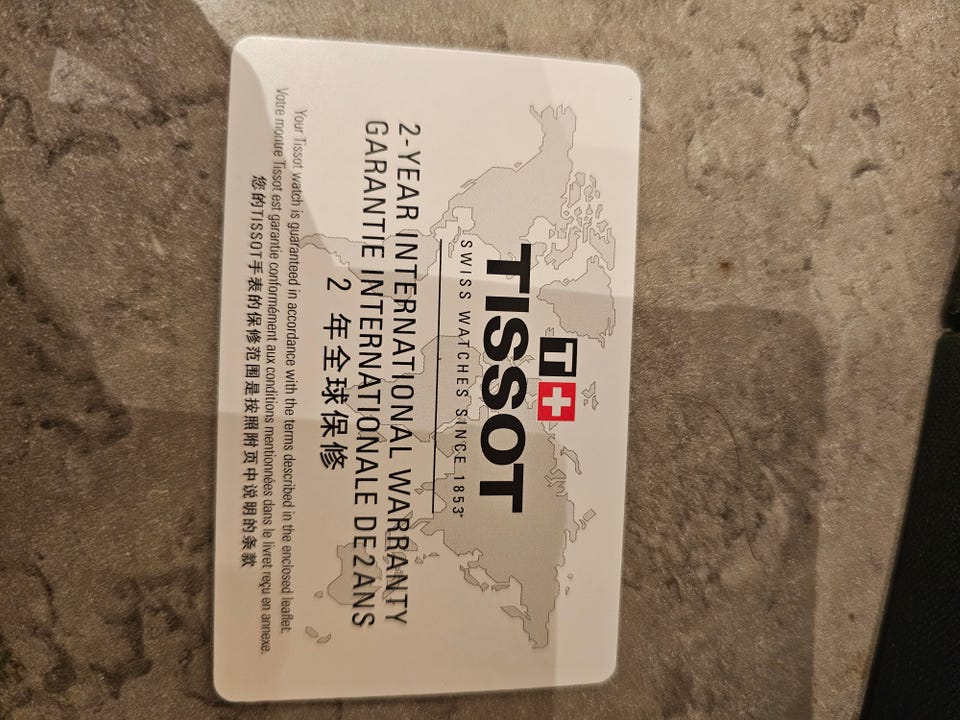 T+
TISSOT
SWISS WATCHES SINCE 1853
2-YEAR INTERNATIONAL WARRANTY
GARANTIE INTERNATIONALE DE 2 ANS
2 年全球保修
Your Tissot watch is guaranteed in accordance with the terms described in the enclosed leaflet.
Votre montre Tissot est garantie conformément aux conditions mentionnées dans le livret reçu en annexe.
您的TISSOT手表的保修范围是按照附页中说明的条款